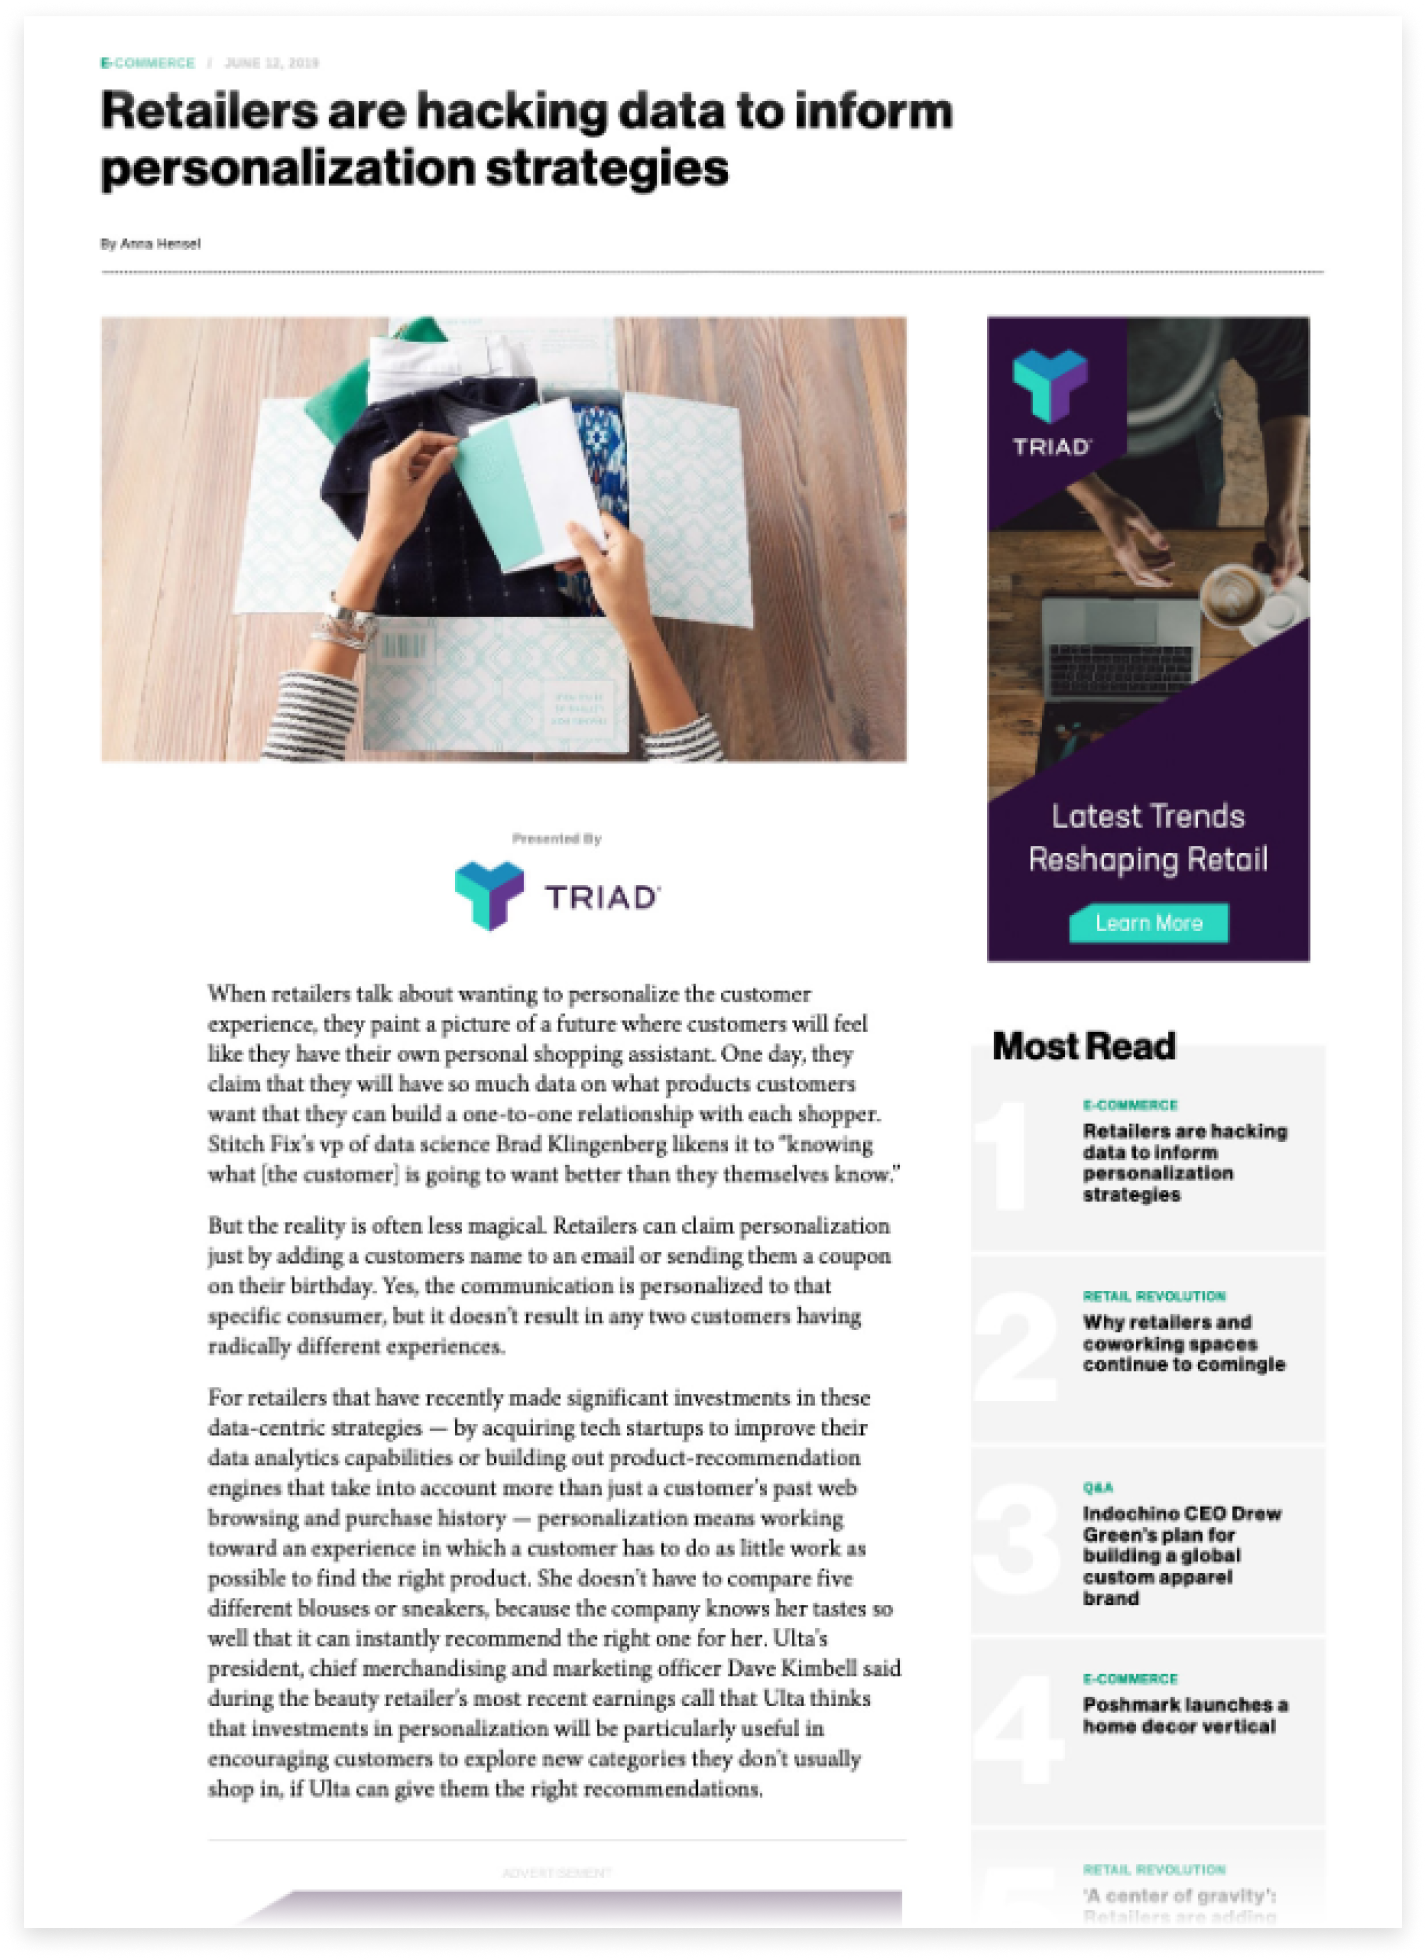 E-COMMERCE / JUNE 12, 2019
Retailers are hacking data to inform
personalization strategies
By Anna Hensel
TRIAD
Latest Trends
Reshaping Retail
Learn More
Presented By
TRIAD
When retailers talk about wanting to personalize the customer
experience, they paint a picture of a future where customers will feel
like they have their own personal shopping assistant. One day, they
claim that they will have so much data on what products customers
want that they can build a one-to-one relationship with each shopper.
Stitch Fix's vp of data science Brad Klingenberg likens it to “knowing
what [the customer] is going to want better than they themselves know.”
But the reality is often less magical. Retailers can claim personalization
just by adding a customers name to an email or sending them a coupon
on their birthday. Yes, the communication is personalized to that
specific consumer, but it doesn't result in any two customers having
radically different experiences.
For retailers that have recently made significant investments in these
data-centric strategies — by acquiring tech startups to improve their
data analytics capabilities or building out product-recommendation
engines that take into account more than just a customer's past web
browsing and purchase history — personalization means working
toward an experience in which a customer has to do as little work as
possible to find the right product. She doesn't have to compare five
different blouses or sneakers, because the company knows her tastes so
well that it can instantly recommend the right one for her. Ulta's
president, chief merchandising and marketing officer Dave Kimbell said
during the beauty retailer's most recent earnings call that Ulta thinks
that investments in personalization will be particularly useful in
encouraging customers to explore new categories they don't usually
shop in, if Ulta can give them the right recommendations.
ADVERTISEMENT
Most Read
1
E-COMMERCE
Retailers are hacking
data to inform
personalization
strategies
2
RETAIL REVOLUTION
Why retailers and
coworking spaces
continue to comingle
3
Q&A
Indochino CEO Drew
Green's plan for
building a global
custom apparel
brand
4
E-COMMERCE
Poshmark launches a
home decor vertical
5
RETAIL REVOLUTION
‘A center of gravity’:
Retailers are adding